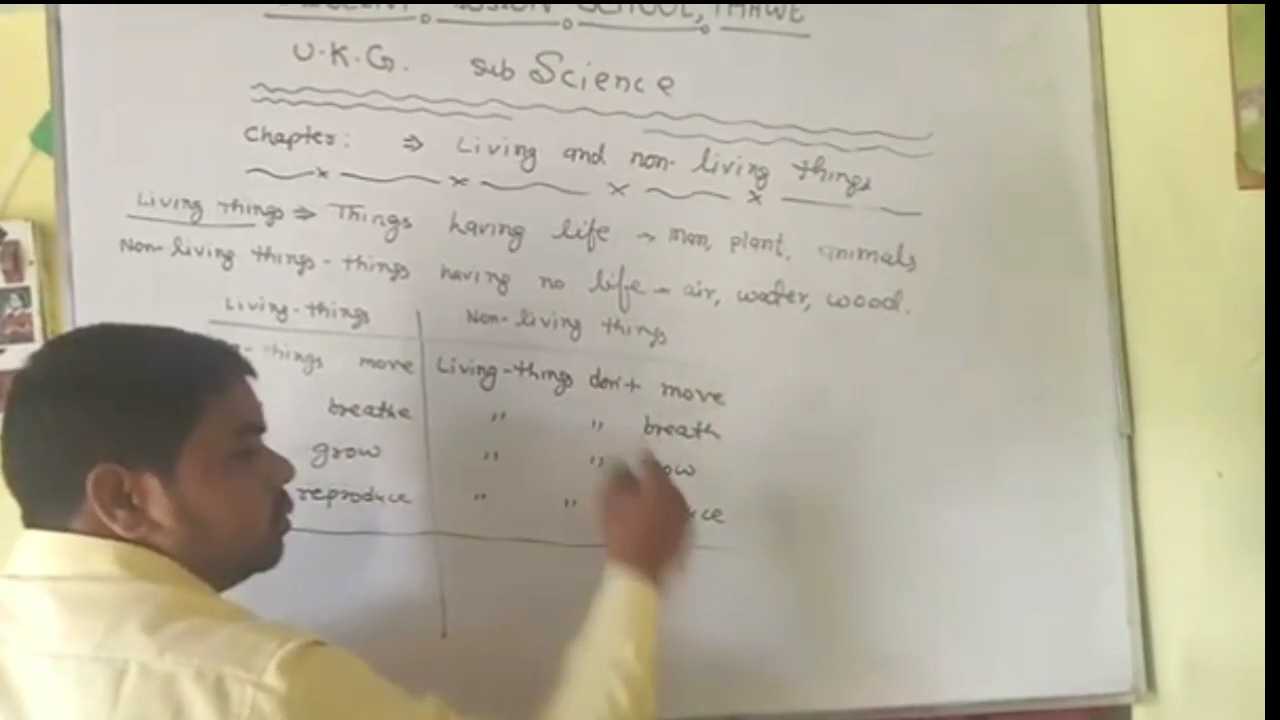 SCHOOL, THAWE
U.K.G. sub Science
Chapter: ⇒ Living and non-living things
Living things ⇒ Things having life → man, plant, animals
Non-living things - things having no life - air, water, wood.
Living-things Non-living things
things move Living-things don't move
breathe " " breath
grow " "
reproduce " "